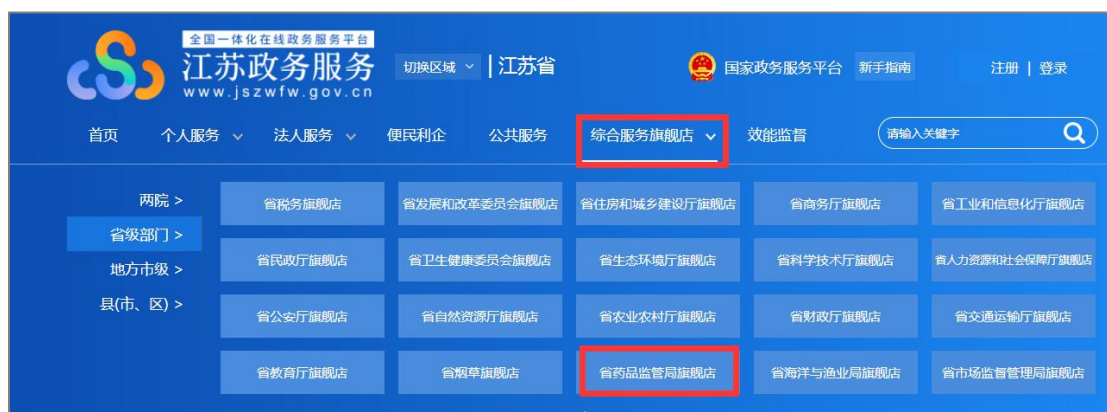 全国一体化在线政务服务平台
江苏政务服务
www.jszwfw.gov.cn
切换区域 | 江苏省
国家政务服务平台 新手指南
注册 | 登录
首页 个人服务 法人服务 便民利企 公共服务 综合服务旗舰店 效能监督 请输入关键字
两院 >
省级部门 >
地方市级 >
县(市、区) >
省税务旗舰店 省发展和改革委员会旗舰店 省住房和城乡建设厅旗舰店 省商务厅旗舰店 省工业和信息化厅旗舰店
省民政厅旗舰店 省卫生健康委员会旗舰店 省生态环境厅旗舰店 省科学技术厅旗舰店 省人力资源和社会保障厅旗舰店
省公安厅旗舰店 省自然资源厅旗舰店 省农业农村厅旗舰店 省财政厅旗舰店 省交通运输厅旗舰店
省教育厅旗舰店 省烟草旗舰店 省药品监管局旗舰店 省海洋与渔业局旗舰店 省市场监督管理局旗舰店